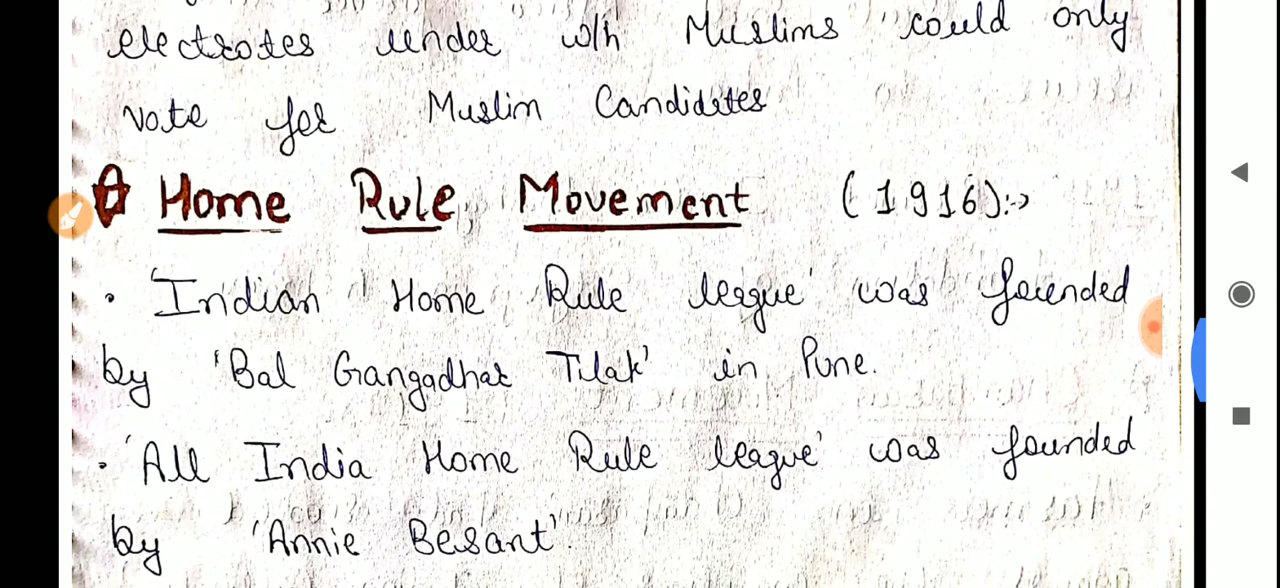 electrotes under w/h Muslims could only
vote for Muslim Candidates
Home Rule Movement (1916):->
• 'Indian Home Rule league' was founded
by 'Bal Gangadhar Tilak' in Pune.
• 'All India Home Rule league' was founded
by 'Annie Besant'.